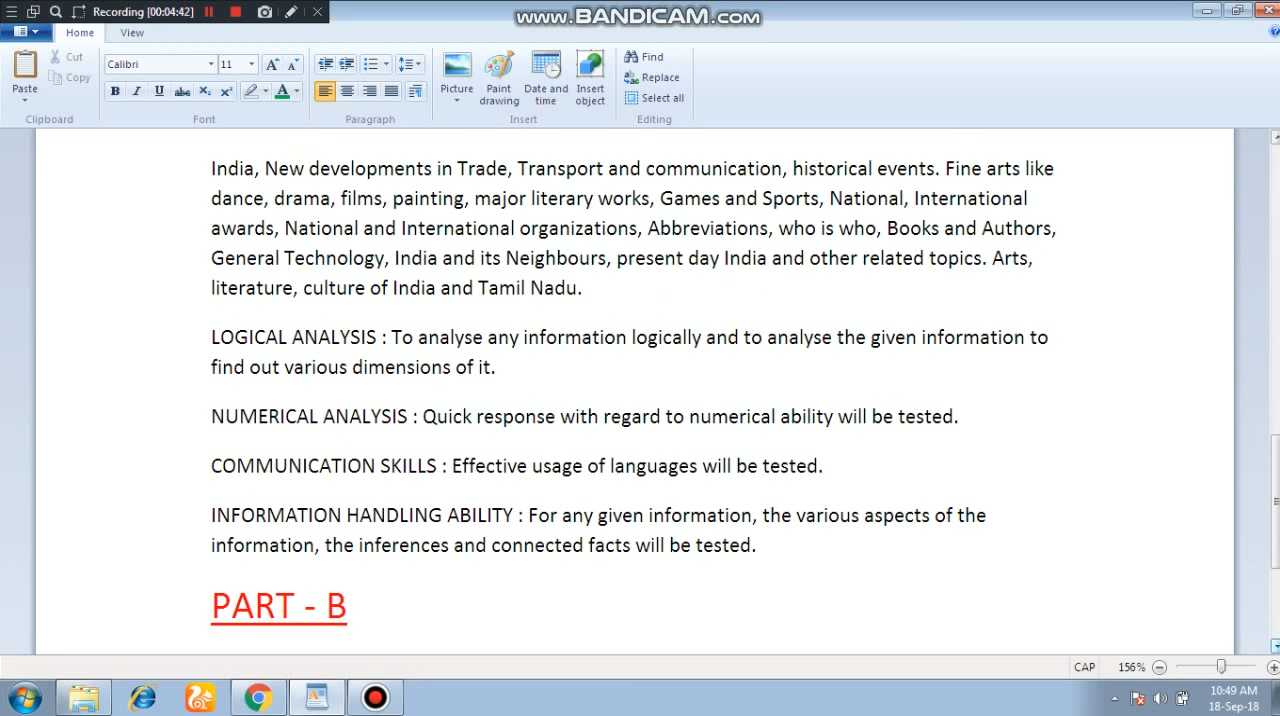 Recording [00:04:42]
www.BANDICAM.com
Home View
Paste
Cut
Copy
Clipboard
Calibri 11
Font
Paragraph
Picture
Paint drawing
Date and time
Insert object
Insert
Find
Replace
Select all
Editing
India, New developments in Trade, Transport and communication, historical events. Fine arts like
dance, drama, films, painting, major literary works, Games and Sports, National, International
awards, National and International organizations, Abbreviations, who is who, Books and Authors,
General Technology, India and its Neighbours, present day India and other related topics. Arts,
literature, culture of India and Tamil Nadu.
LOGICAL ANALYSIS : To analyse any information logically and to analyse the given information to
find out various dimensions of it.
NUMERICAL ANALYSIS : Quick response with regard to numerical ability will be tested.
COMMUNICATION SKILLS : Effective usage of languages will be tested.
INFORMATION HANDLING ABILITY : For any given information, the various aspects of the
information, the inferences and connected facts will be tested.
PART - B
CAP 156%
10:49 AM
18-Sep-18